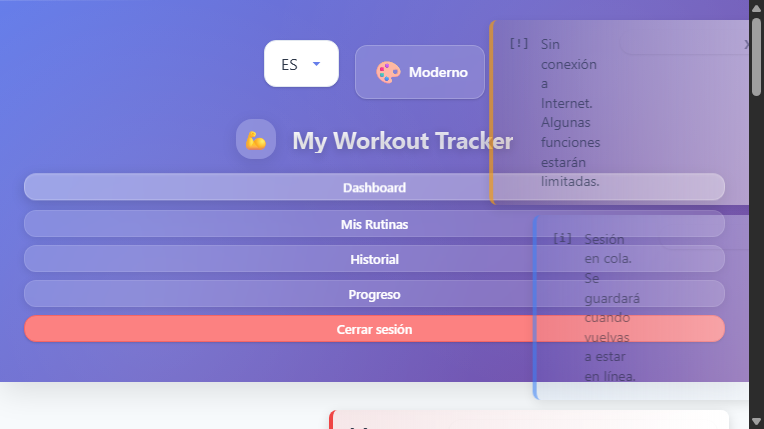 ES
Moderno
My Workout Tracker
Dashboard
Mis Rutinas
Historial
Progreso
Cerrar sesión
[!] Sin
conexión
a
Internet.
Algunas
funciones
estarán
limitadas.
[i] Sesión
en cola.
Se
guardará
cuando
vuelvas
a estar
en línea.